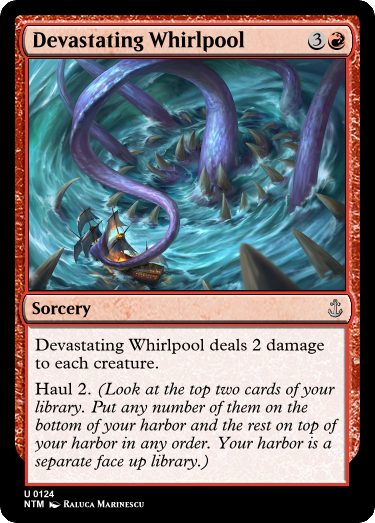 Devastating Whirlpool 3
Sorcery
Devastating Whirlpool deals 2 damage
to each creature.
Haul 2. (Look at the top two cards of your
library. Put any number of them on the
bottom of your harbor and the rest on top of
your harbor in any order. Your harbor is a
separate face up library.)
U 0124
NTM Raluca Marinescu